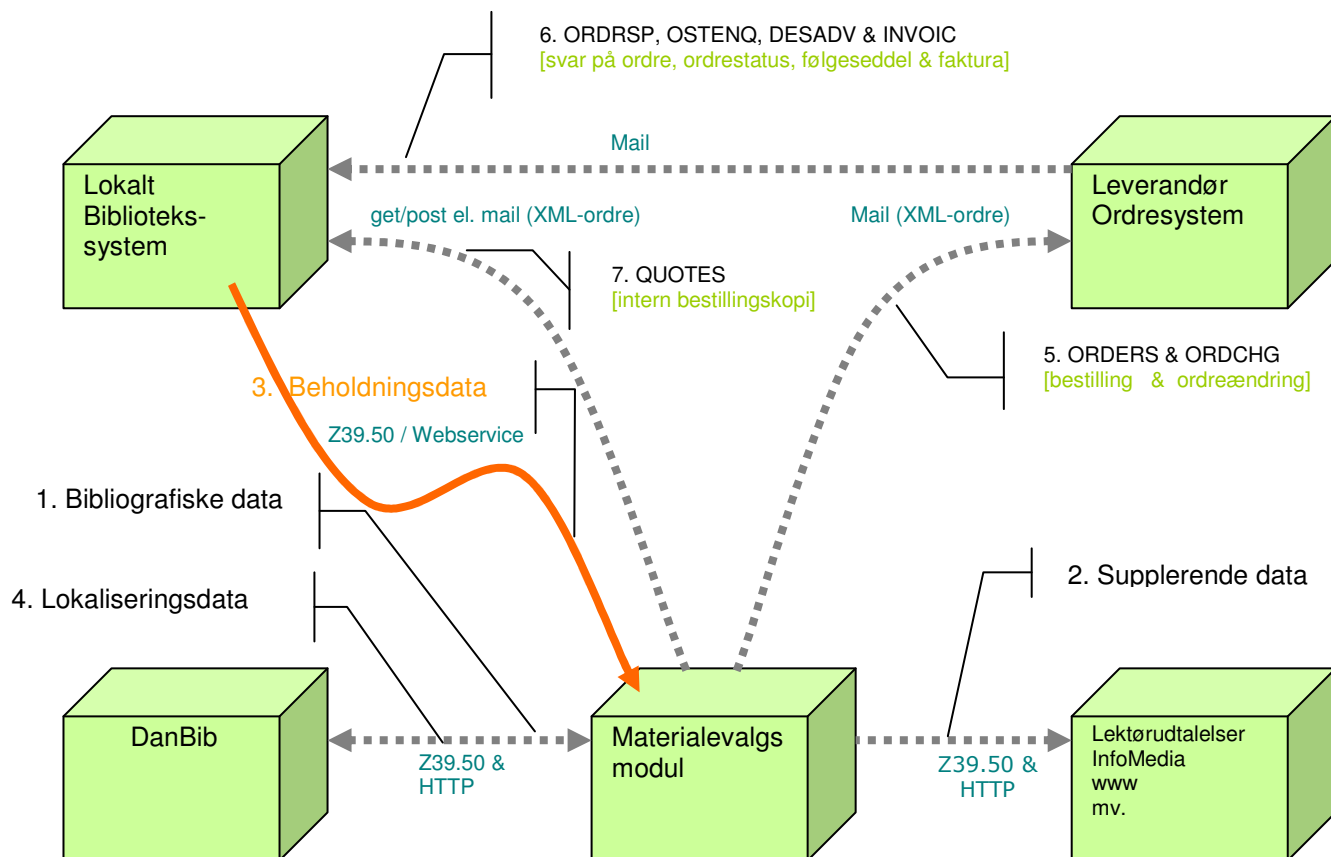 6. ORDRSP, OSTENQ, DESADV & INVOIC
[svar på ordre, ordrestatus, følgeseddel & faktura]
Mail
Lokalt
Biblioteks-
system
Leverandør
Ordresystem
get/post el. mail (XML-ordre)
Mail (XML-ordre)
7. QUOTES
[intern bestillingskopi]
5. ORDERS & ORDCHG
[bestilling & ordreændring]
3. Beholdningsdata
Z39.50 / Webservice
1. Bibliografiske data
2. Supplerende data
4. Lokaliseringsdata
DanBib
Z39.50 &
HTTP
Materialevalgs
modul
Z39.50 &
HTTP
Lektørudtalelser
InfoMedia
www
mv.